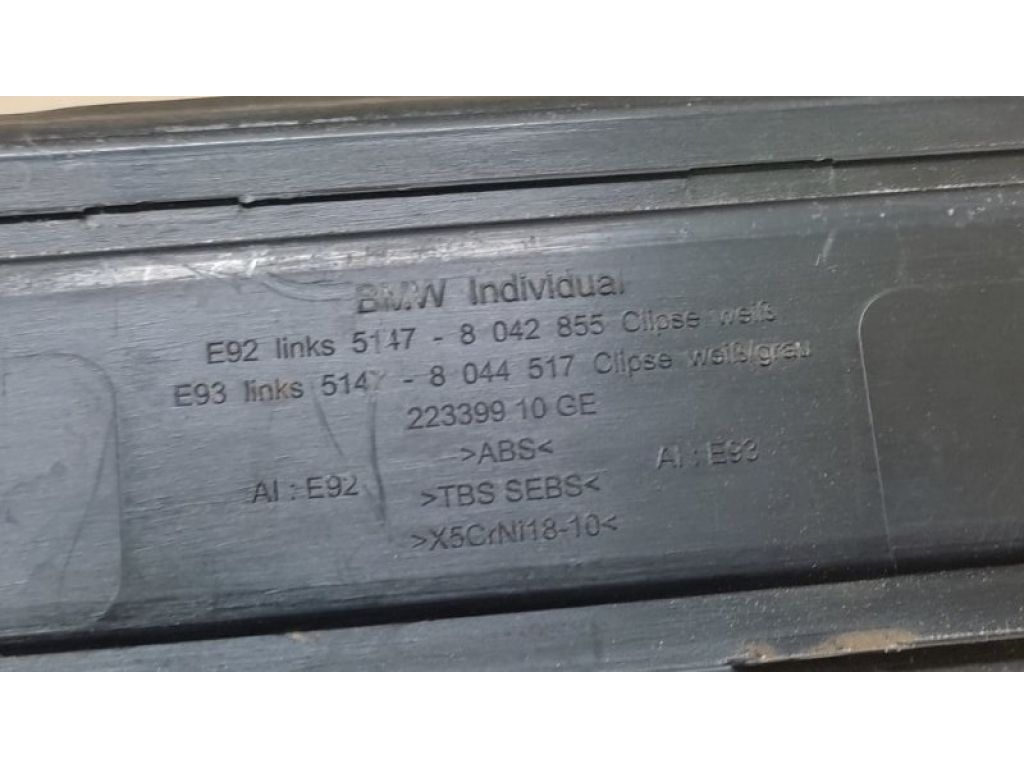 BMW Individual
E92 links 5147 - 8 042 855 Clipse weiß
E93 links 5147 - 8 044 517 Clipse weiß/grau
223399 10 GE
>ABS<
AI : E92 >TBS SEBS< AI : E93
>X5CrNi18-10<